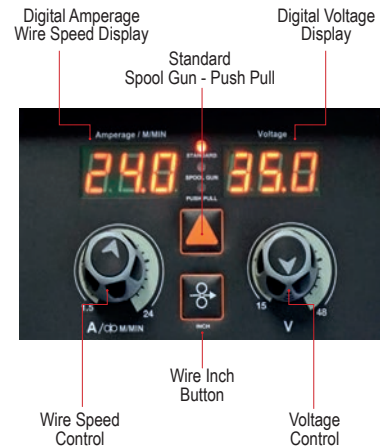 Digital Amperage
Wire Speed Display
Digital Voltage
Display
Standard
Spool Gun - Push Pull
Amperage / M/MIN
Voltage
STANDARD
24.0
35.0
SPOOL GUN
PUSH PULL
1.5
24
15
48
A/ M/MIN
INCH
V
Wire Inch
Button
Wire Speed
Control
Voltage
Control